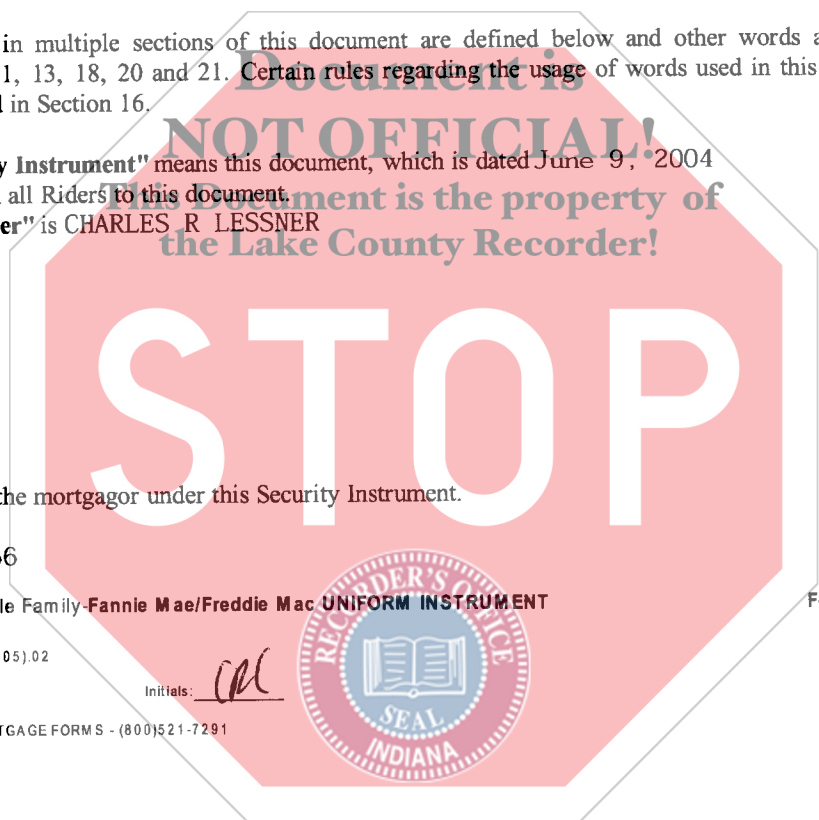 in multiple sections of this document are defined below and other words a
1, 13, 18, 20 and 21. Certain rules regarding the usage of words used in this
in Section 16.
Document is
NOT OFFICIAL!
This Document is the property of
the Lake County Recorder!
y Instrument" means this document, which is dated June 9, 2004
all Riders to this document.
er" is CHARLES R LESSNER
STOP
the mortgagor under this Security Instrument.
6
le Family-Fannie Mae/Freddie Mac UNIFORM INSTRUMENT
F
05).02
Initials: CRL
TGAGE FORMS - (800)521-7291
RECORDER'S OFFICE
SEAL
INDIANA